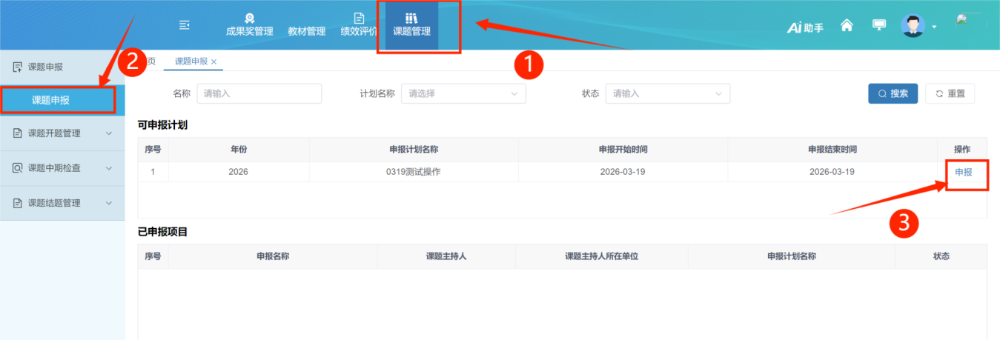 成果奖管理 教材管理 绩效评价 课题管理 Ai 助手
1
2
课题申报
页 课题申报 ×
课题申报
名称 请输入 计划名称 请选择 状态 请输入 搜索 重置
可申报计划
课题开题管理
序号 年份 申报计划名称 申报开始时间 申报结束时间 操作
课题中期检查
1 2026 0319测试操作 2026-03-19 2026-03-19 申报
课题结题管理
3
已申报项目
序号 申报名称 课题主持人 课题主持人所在单位 申报计划名称 状态